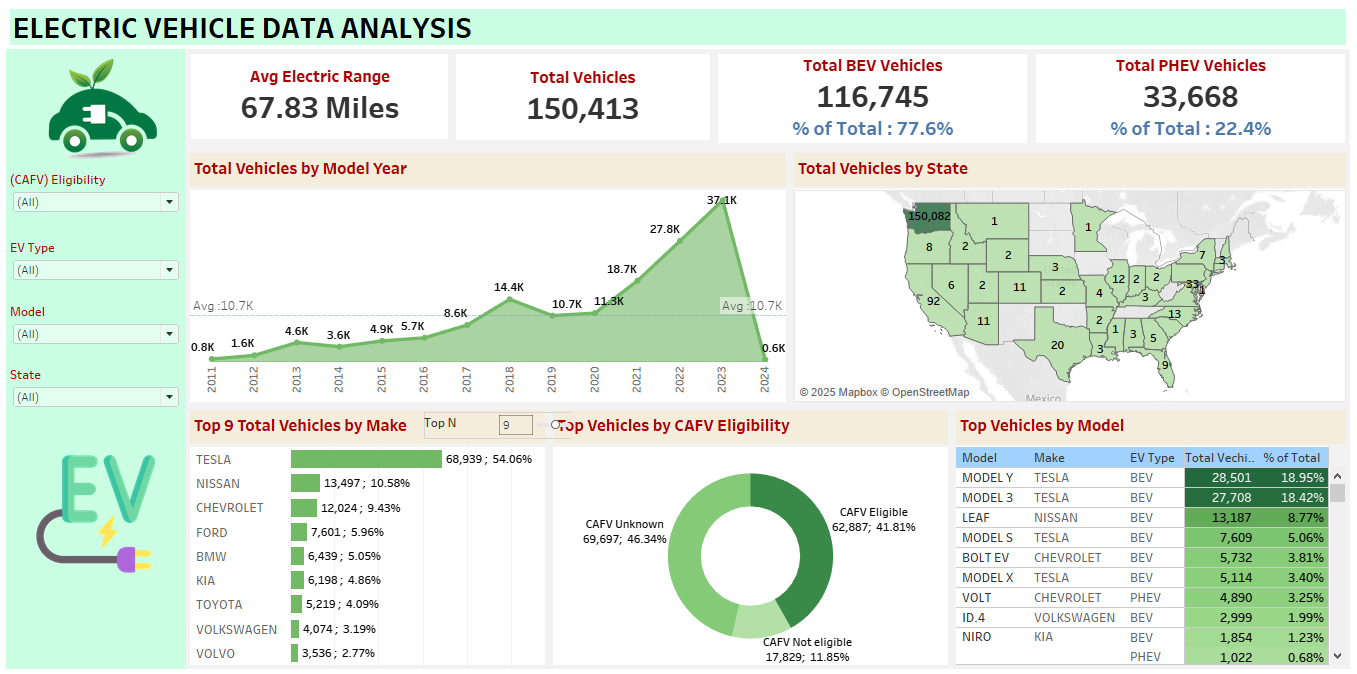 ELECTRIC VEHICLE DATA ANALYSIS
(CAFV) Eligibility
(All)
EV Type
(All)
Model
(All)
State
(All)
EV
Avg Electric Range
67.83 Miles
Total Vehicles
150,413
Total BEV Vehicles
116,745
% of Total : 77.6%
Total PHEV Vehicles
33,668
% of Total : 22.4%
Total Vehicles by Model Year
37.1K
27.8K
18.7K
14.4K
Avg :10.7K
10.7K
11.3K
Avg :10.7K
8.6K
4.6K
3.6K
4.9K
5.7K
0.8K
1.6K
0.6K
2011
2012
2013
2014
2015
2016
2017
2018
2019
2020
2021
2022
2023
2024
Total Vehicles by State
150,082
1
1
8
2
2
7
3
3
6
2
11
2
12
2
2
33
1
92
4
3
11
2
13
20
3
1
3
5
9
Mexico
© 2025 Mapbox © OpenStreetMap
Top 9 Total Vehicles by Make
Top N
9
TESLA 68,939 ; 54.06%
NISSAN 13,497 ; 10.58%
CHEVROLET 12,024 ; 9.43%
FORD 7,601 ; 5.96%
BMW 6,439 ; 5.05%
KIA 6,198 ; 4.86%
TOYOTA 5,219 ; 4.09%
VOLKSWAGEN 4,074 ; 3.19%
VOLVO 3,536 ; 2.77%
Top Vehicles by CAFV Eligibility
CAFV Eligible
62,887; 41.81%
CAFV Unknown
69,697; 46.34%
CAFV Not eligible
17,829; 11.85%
Top Vehicles by Model
Model Make EV Type Total Vechi.. % of Total
MODEL Y TESLA BEV 28,501 18.95%
MODEL 3 TESLA BEV 27,708 18.42%
LEAF NISSAN BEV 13,187 8.77%
MODEL S TESLA BEV 7,609 5.06%
BOLT EV CHEVROLET BEV 5,732 3.81%
MODEL X TESLA BEV 5,114 3.40%
VOLT CHEVROLET PHEV 4,890 3.25%
ID.4 VOLKSWAGEN BEV 2,999 1.99%
NIRO KIA BEV 1,854 1.23%
PHEV 1,022 0.68%